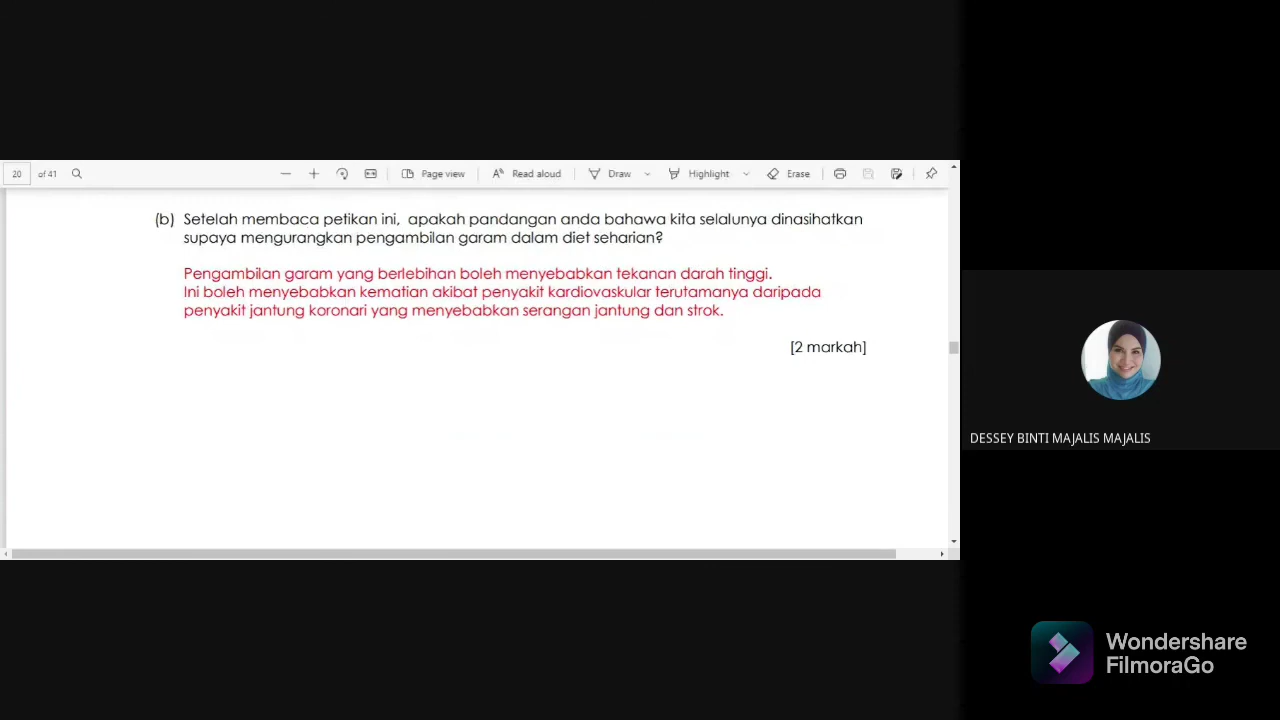 20 of 41 Page view Read aloud Draw Highlight Erase
(b) Setelah membaca petikan ini, apakah pandangan anda bahawa kita selalunya dinasihatkan
supaya mengurangkan pengambilan garam dalam diet seharian?
Pengambilan garam yang berlebihan boleh menyebabkan tekanan darah tinggi.
Ini boleh menyebabkan kematian akibat penyakit kardiovaskular terutamanya daripada
penyakit jantung koronari yang menyebabkan serangan jantung dan strok.
[2 markah]
DESSEY BINTI MAJALIS MAJALIS
Wondershare
FilmoraGo